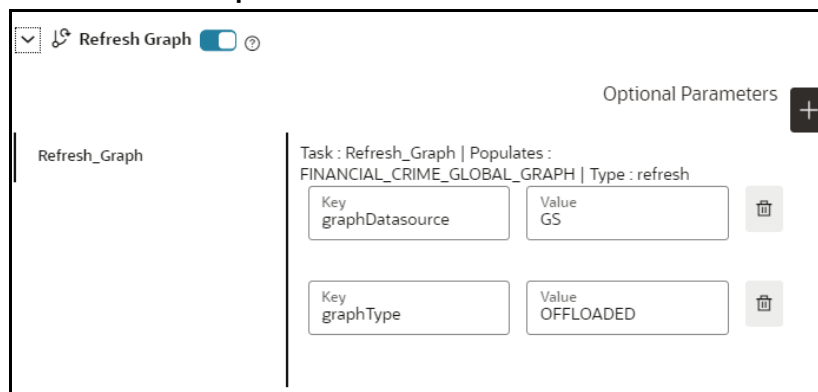 Refresh Graph
Optional Parameters
Refresh_Graph
Task : Refresh_Graph | Populates :
FINANCIAL_CRIME_GLOBAL_GRAPH | Type : refresh
Key
graphDatasource
Value
GS
Key
graphType
Value
OFFLOADED